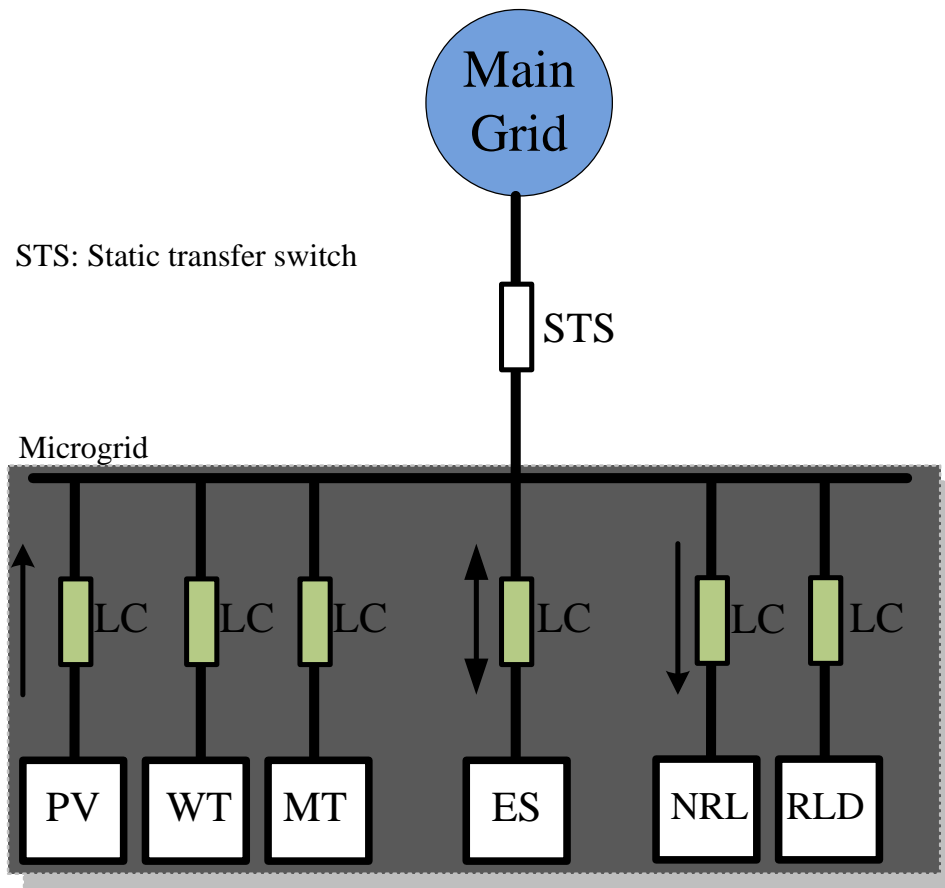 Main
Grid
STS: Static transfer switch
STS
Microgrid
LC LC LC LC LC LC
PV WT MT ES NRL RLD